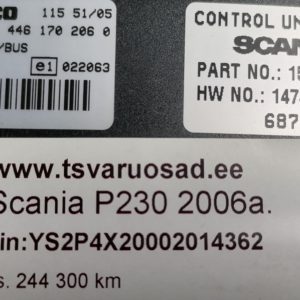 CO 115 51/05
446 170 206 0
/BUS
e1 022063
CONTROL UN
SCAN
PART NO.: 15
HW NO.: 147
687
www.tsvaruosad.ee
Scania P230 2006a.
in:YS2P4X20002014362
s. 244 300 km